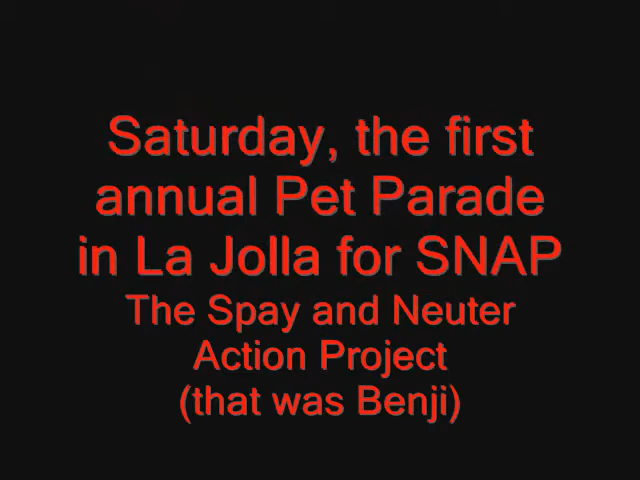 Saturday, the first
annual Pet Parade
in La Jolla for SNAP
The Spay and Neuter
Action Project
(that was Benji)